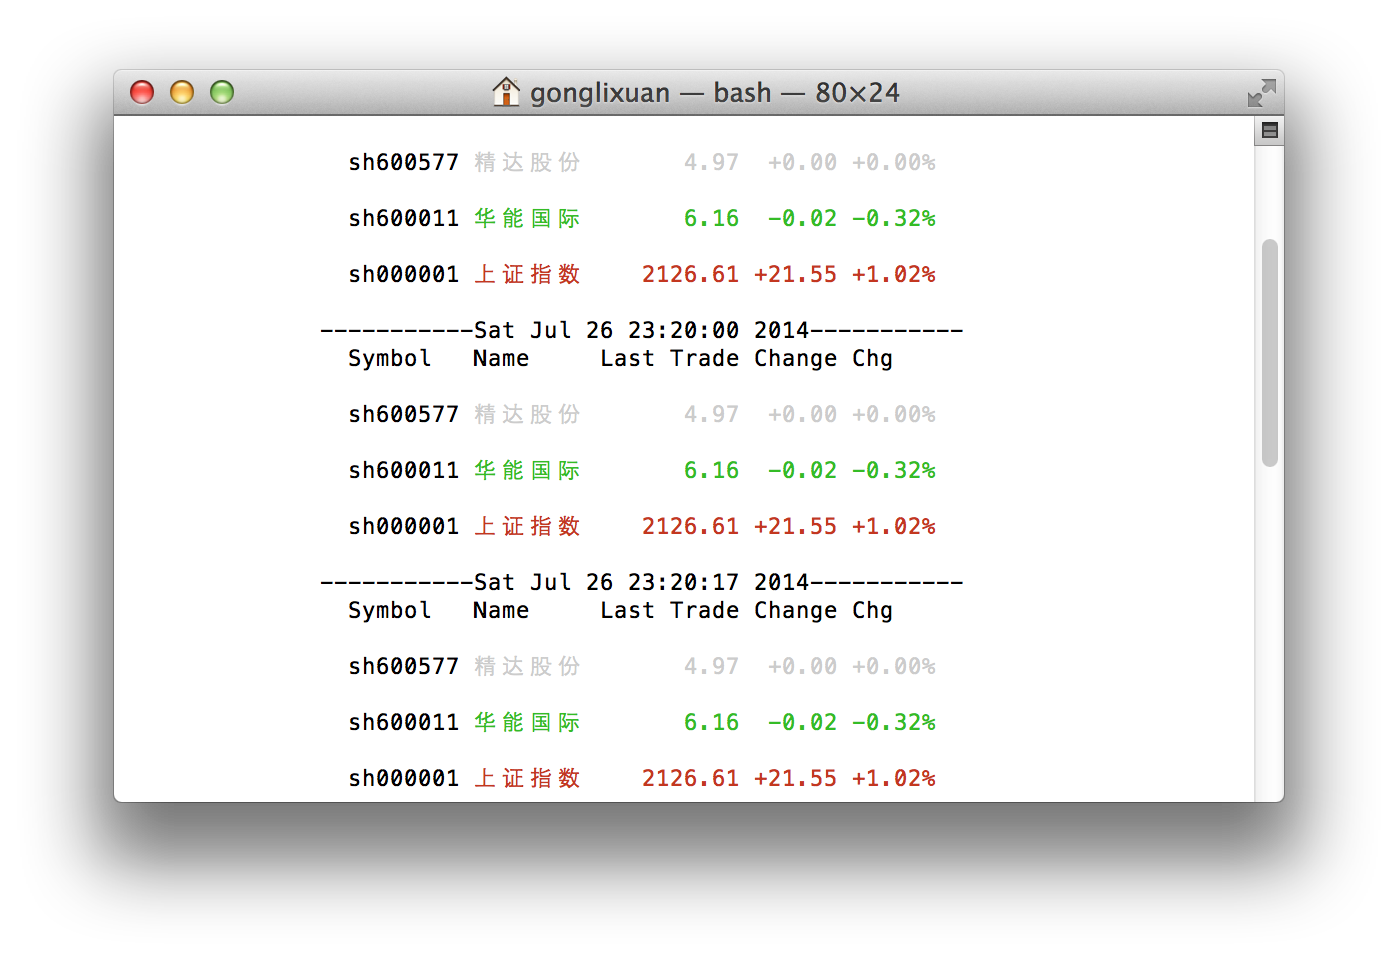 gonglixuan — bash — 80×24
sh600577 精达股份 4.97 +0.00 +0.00%
sh600011 华能国际 6.16 -0.02 -0.32%
sh000001 上证指数 2126.61 +21.55 +1.02%
-----------Sat Jul 26 23:20:00 2014-----------
Symbol Name Last Trade Change Chg
sh600577 精达股份 4.97 +0.00 +0.00%
sh600011 华能国际 6.16 -0.02 -0.32%
sh000001 上证指数 2126.61 +21.55 +1.02%
-----------Sat Jul 26 23:20:17 2014-----------
Symbol Name Last Trade Change Chg
sh600577 精达股份 4.97 +0.00 +0.00%
sh600011 华能国际 6.16 -0.02 -0.32%
sh000001 上证指数 2126.61 +21.55 +1.02%